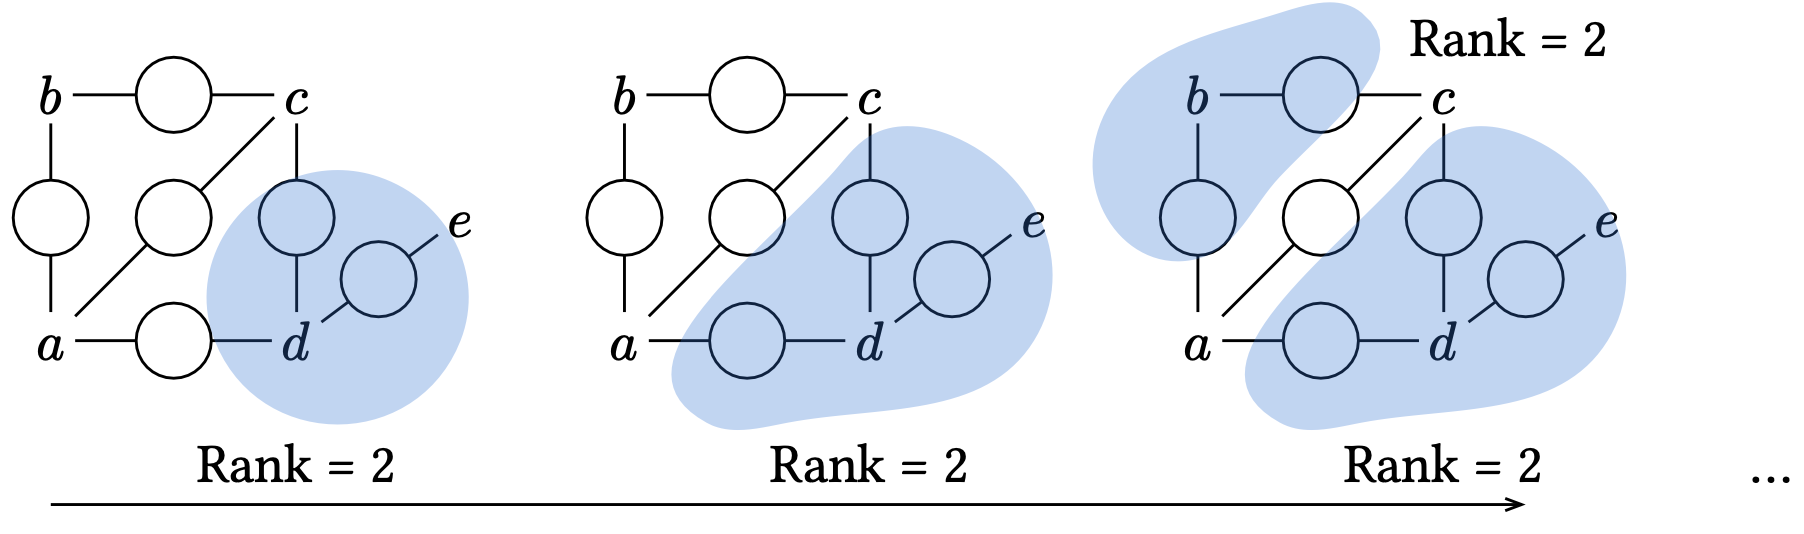 Rank = 2
b c b c b c
e e e
a d a d a d
Rank = 2 Rank = 2 Rank = 2 ...